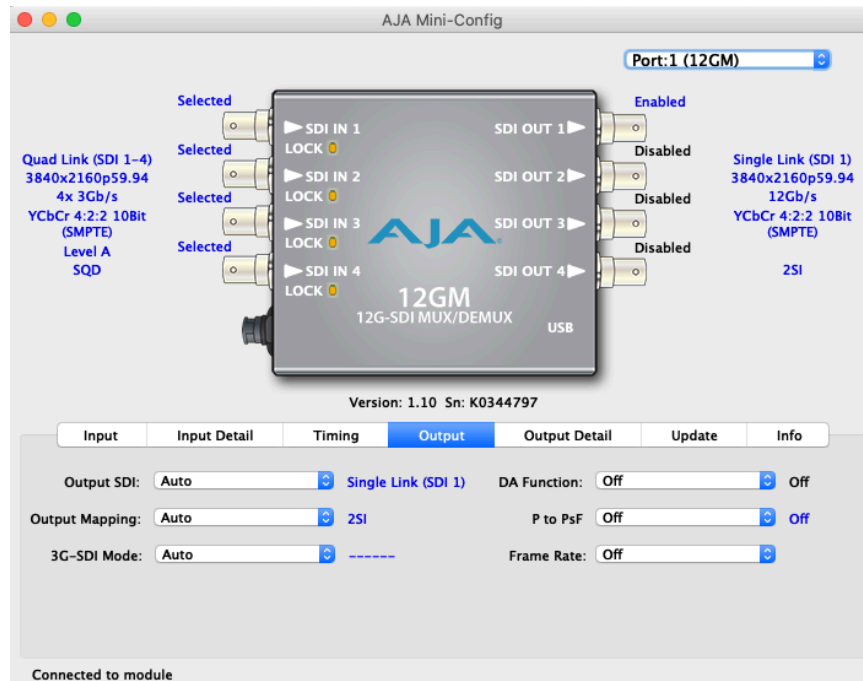 AJA Mini-Config
Port:1 (12GM)
Selected
Selected
Selected
Selected
Quad Link (SDI 1-4)
3840x2160p59.94
4x 3Gb/s
YCbCr 4:2:2 10Bit
(SMPTE)
Level A
SQD
SDI IN 1
LOCK
SDI IN 2
LOCK
SDI IN 3
LOCK
SDI IN 4
LOCK
AJA
12GM
12G-SDI MUX/DEMUX
SDI OUT 1
SDI OUT 2
SDI OUT 3
SDI OUT 4
USB
Enabled
Disabled
Disabled
Disabled
Single Link (SDI 1)
3840x2160p59.94
12Gb/s
YCbCr 4:2:2 10Bit
(SMPTE)
2SI
Version: 1.10 Sn: K0344797
Input Input Detail Timing Output Output Detail Update Info
Output SDI: Auto Single Link (SDI 1) DA Function: Off Off
Output Mapping: Auto 2SI P to PsF Off Off
3G-SDI Mode: Auto ------ Frame Rate: Off
Connected to module